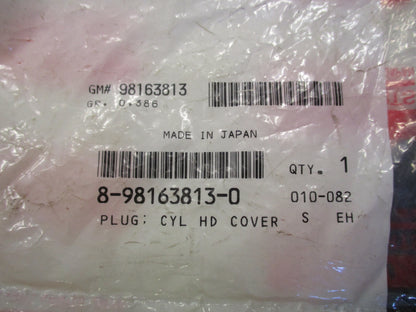 GM# 98163813
GR. 0.386
MADE IN JAPAN
QTY. 1
8-98163813-0 010-082
PLUG; CYL HD COVER S EH